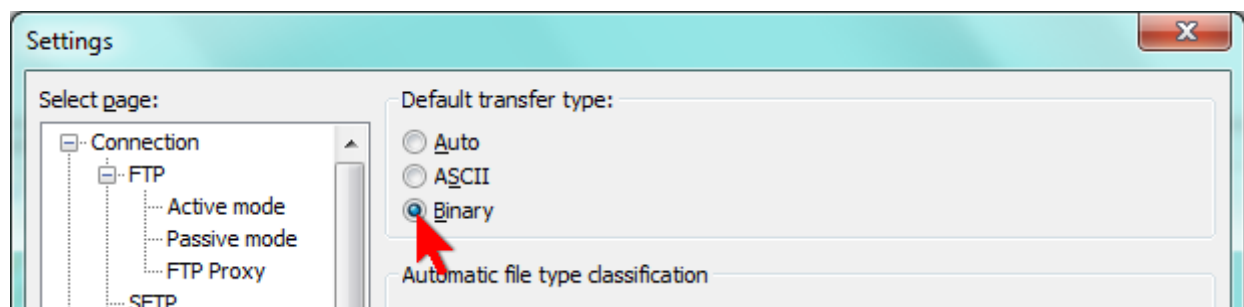 Settings
Select page:
Connection
FTP
Active mode
Passive mode
FTP Proxy
SFTP
Default transfer type:
Auto
ASCII
Binary
Automatic file type classification